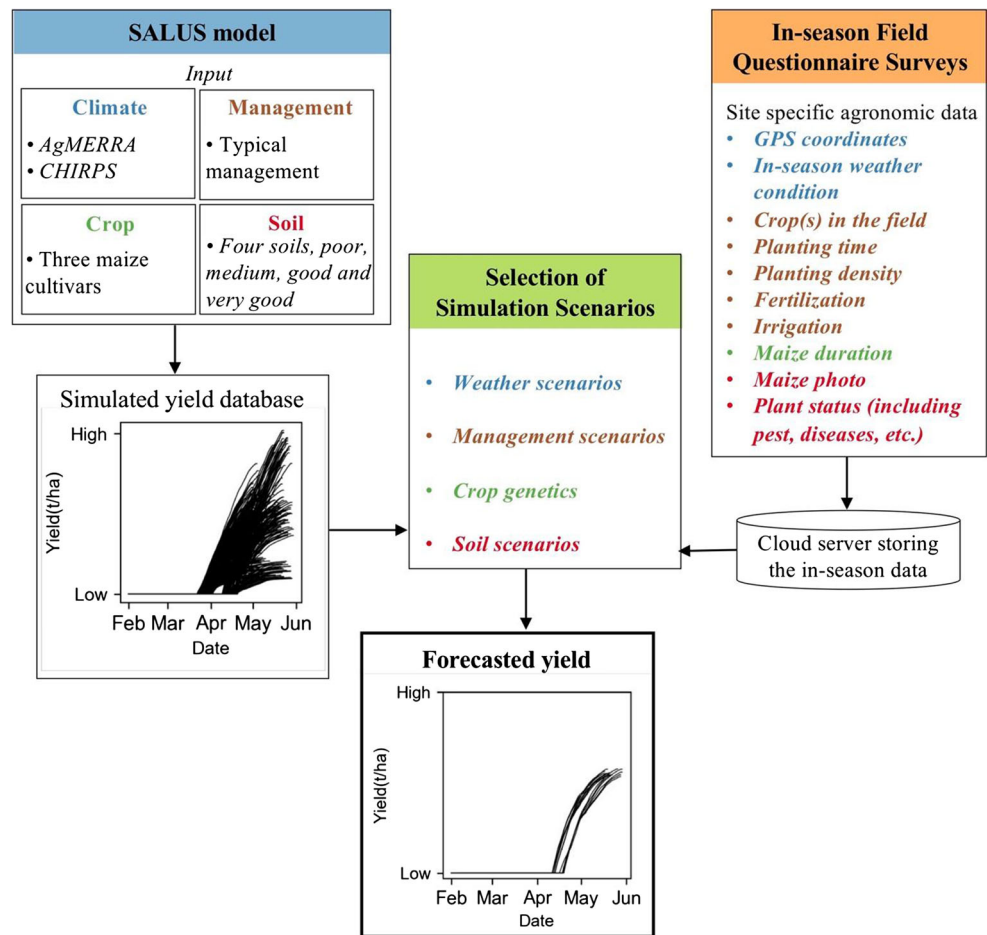 SALUS model
Input
Climate
• AgMERRA
• CHIRPS
Management
• Typical
management
Crop
• Three maize
cultivars
Soil
• Four soils, poor,
medium, good and
very good
In-season Field
Questionnaire Surveys
Site specific agronomic data
• GPS coordinates
• In-season weather
condition
• Crop(s) in the field
• Planting time
• Planting density
• Fertilization
• Irrigation
• Maize duration
• Maize photo
• Plant status (including
pest, diseases, etc.)
Selection of
Simulation Scenarios
• Weather scenarios
• Management scenarios
• Crop genetics
• Soil scenarios
Simulated yield database
High
Yield(t/ha)
Low
Feb Mar Apr May Jun
Date
Cloud server storing
the in-season data
Forecasted yield
High
Yield(t/ha)
Low
Feb Mar Apr May Jun
Date